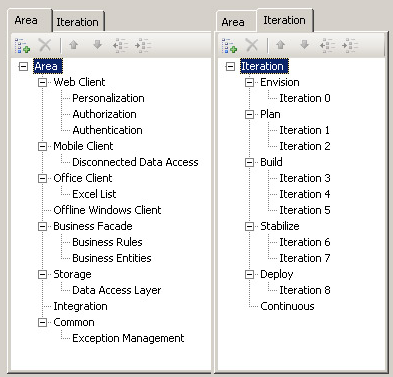 Area Iteration
Area
Web Client
Personalization
Authorization
Authentication
Mobile Client
Disconnected Data Access
Office Client
Excel List
Offline Windows Client
Business Facade
Business Rules
Business Entities
Storage
Data Access Layer
Integration
Common
Exception Management
Area Iteration
Iteration
Envision
Iteration 0
Plan
Iteration 1
Iteration 2
Build
Iteration 3
Iteration 4
Iteration 5
Stabilize
Iteration 6
Iteration 7
Deploy
Iteration 8
Continuous